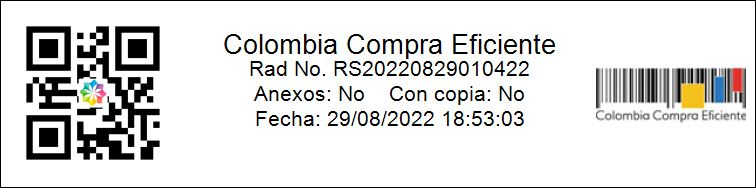 Colombia Compra Eficiente
Rad No. RS20220829010422
Anexos: No    Con copia: No
Fecha: 29/08/2022 18:53:03
Colombia Compra Eficiente